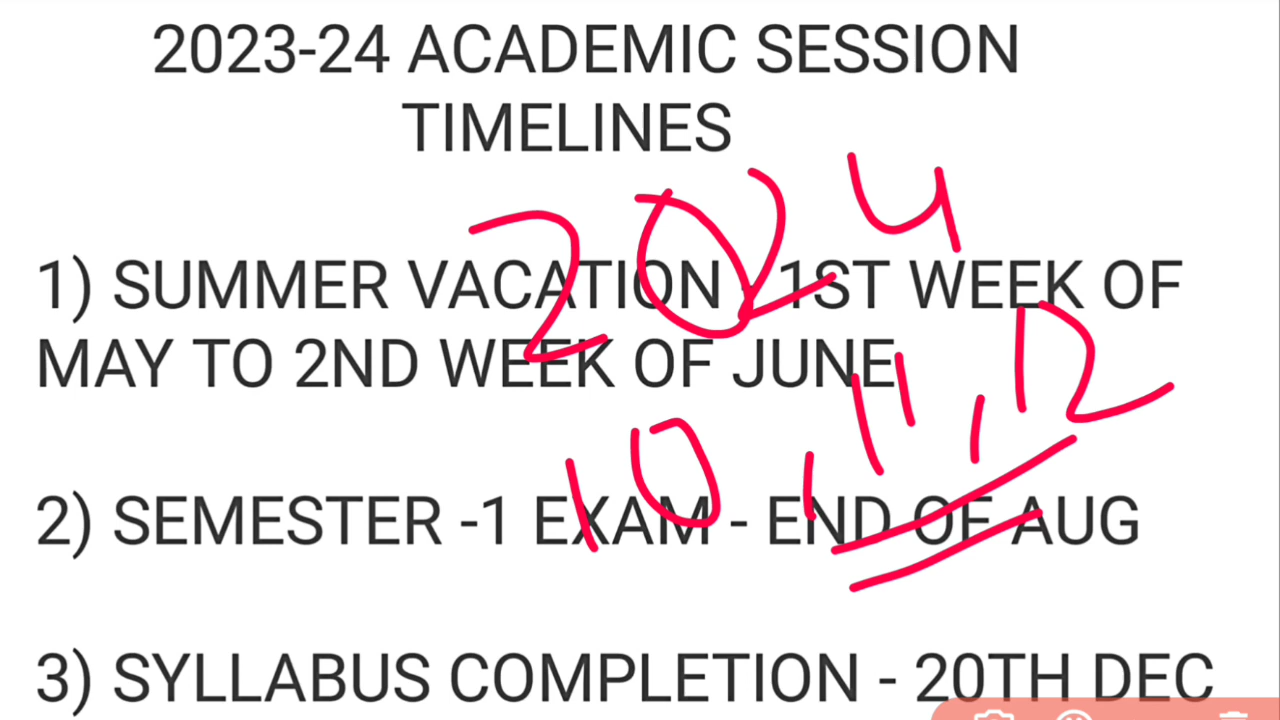 2023-24 ACADEMIC SESSION
TIMELINES
2024
1) SUMMER VACATION - 1ST WEEK OF
MAY TO 2ND WEEK OF JUNE
10, 11, 12
2) SEMESTER -1 EXAM - END OF AUG
3) SYLLABUS COMPLETION - 20TH DEC